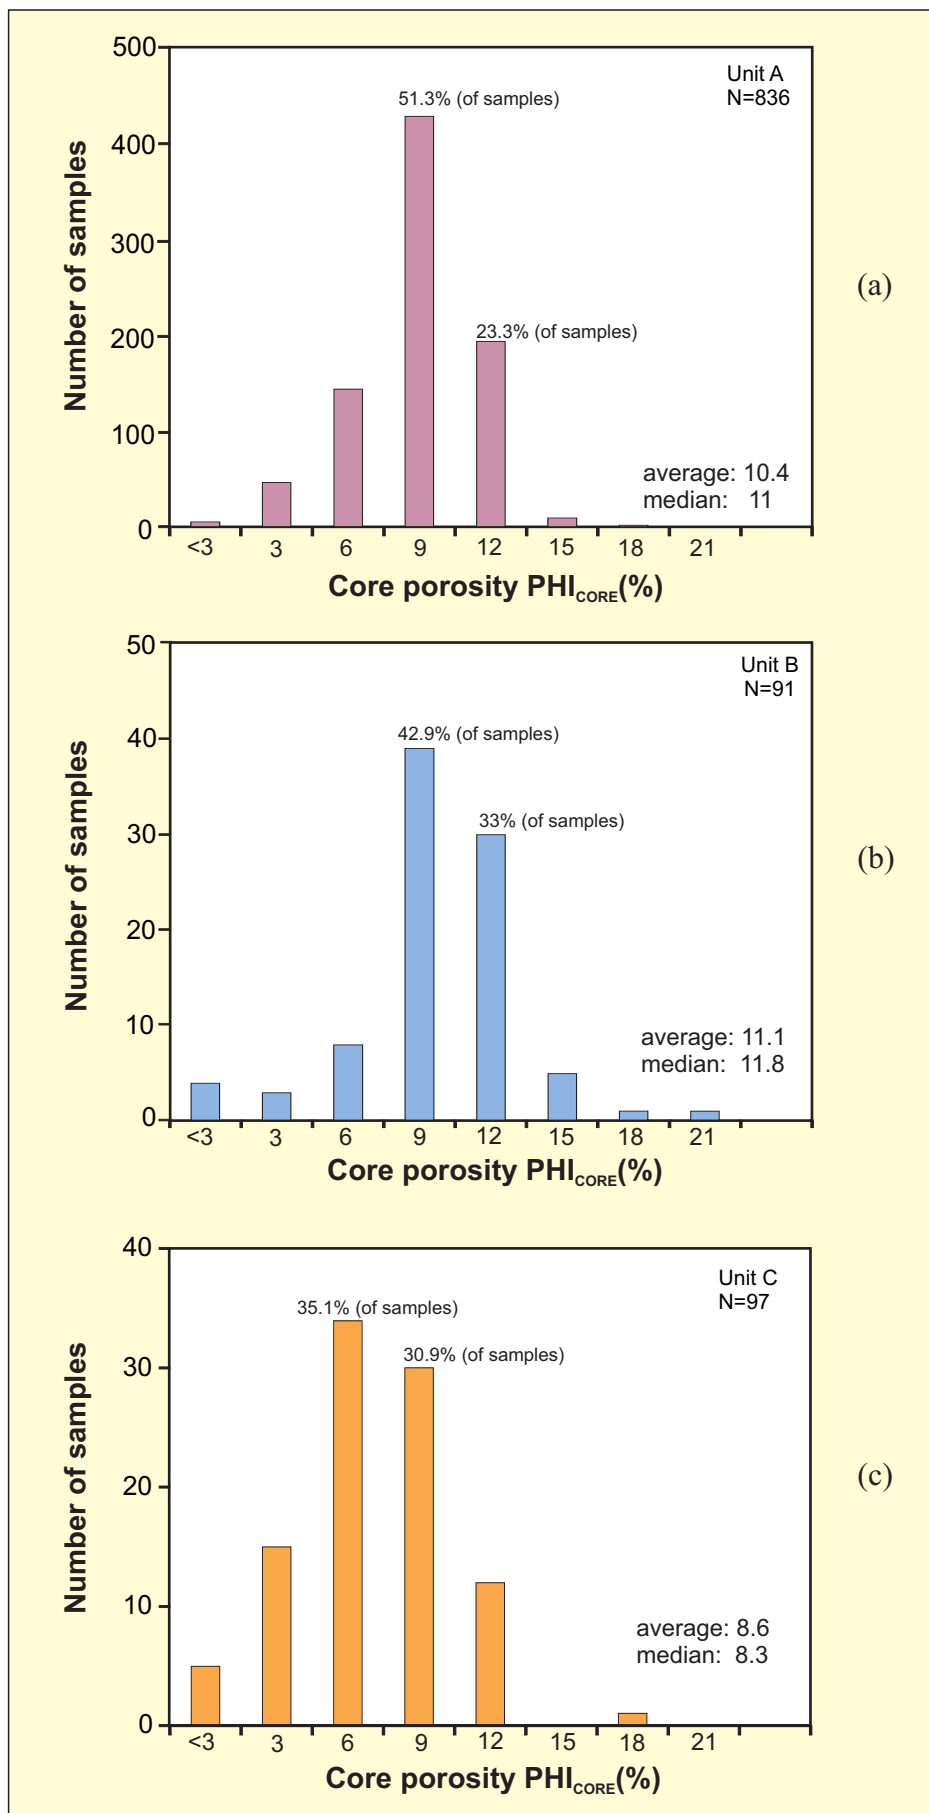 500
400
300
200
100
0
Number of samples
51.3% (of samples)
23.3% (of samples)
Unit A
N=836
average: 10.4
median: 11
<3 3 6 9 12 15 18 21
Core porosity PHICORE(%)
(a)
50
40
30
20
10
0
Number of samples
42.9% (of samples)
33% (of samples)
Unit B
N=91
average: 11.1
median: 11.8
<3 3 6 9 12 15 18 21
Core porosity PHICORE(%)
(b)
40
30
20
10
0
Number of samples
35.1% (of samples)
30.9% (of samples)
Unit C
N=97
average: 8.6
median: 8.3
<3 3 6 9 12 15 18 21
Core porosity PHICORE(%)
(c)